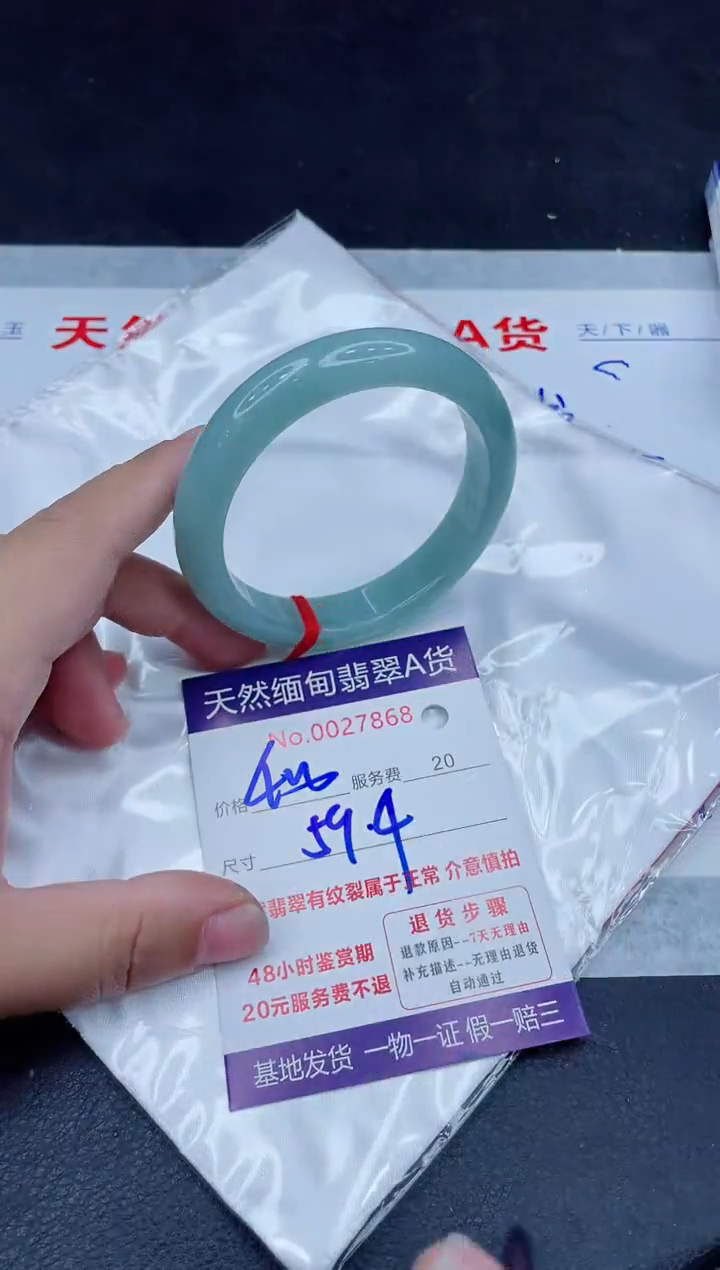 玉
天
A货
天/下/翡
天然缅甸翡翠A货
No.0027868
价格
服务费 20
尺寸 59.4
翡翠有纹裂属于正常 介意慎拍
48小时鉴赏期
20元服务费不退
退货步骤
退款原因--7天无理由
补充描述--无理由退货
自动通过
基地发货 一物一证 假一赔三